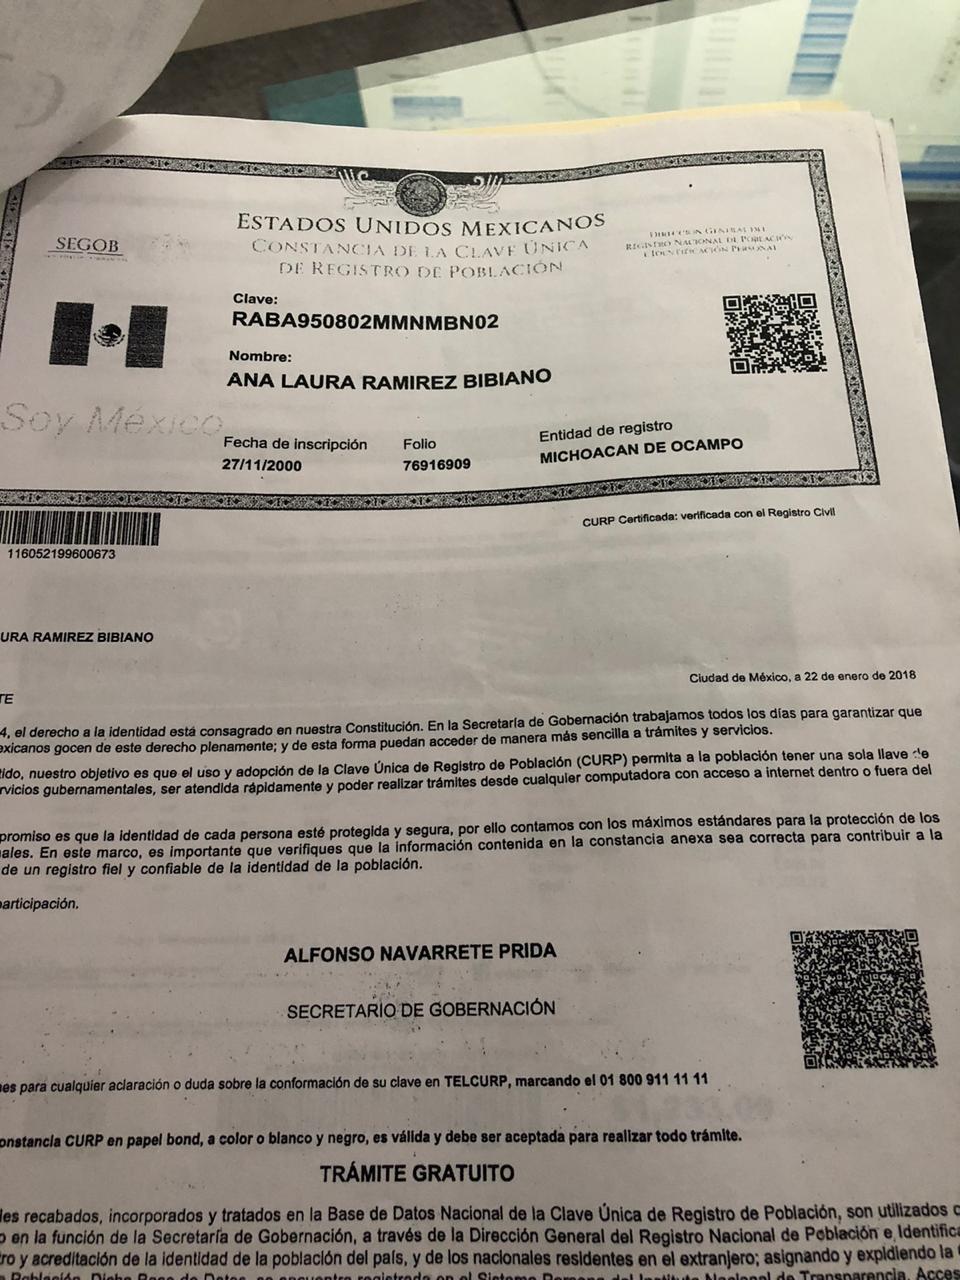 ESTADOS UNIDOS MEXICANOS
CONSTANCIA DE LA CLAVE ÚNICA
DE REGISTRO DE POBLACIÓN
SEGOB
DIRECCIÓN GENERAL DEL
REGISTRO NACIONAL DE POBLACIÓN
E IDENTIFICACIÓN PERSONAL
Clave:
RABA950802MMNMBN02
Nombre:
ANA LAURA RAMIREZ BIBIANO
Soy México
Fecha de inscripción
27/11/2000
Folio
76916909
Entidad de registro
MICHOACAN DE OCAMPO
CURP Certificada: verificada con el Registro Civil
116052199600673
URA RAMIREZ BIBIANO
Ciudad de México, a 22 de enero de 2018
TE
4, el derecho a la identidad está consagrado en nuestra Constitución. En la Secretaría de Gobernación trabajamos todos los días para garantizar que
exicanos gocen de este derecho plenamente; y de esta forma puedan acceder de manera más sencilla a trámites y servicios.
tido, nuestro objetivo es que el uso y adopción de la Clave Única de Registro de Población (CURP) permita a la población tener una sola llave de
rvicios gubernamentales, ser atendida rápidamente y poder realizar trámites desde cualquier computadora con acceso a internet dentro o fuera del
promiso es que la identidad de cada persona esté protegida y segura, por ello contamos con los máximos estándares para la protección de los
ales. En este marco, es importante que verifiques que la información contenida en la constancia anexa sea correcta para contribuir a la
de un registro fiel y confiable de la identidad de la población.
participación.
ALFONSO NAVARRETE PRIDA
SECRETARIO DE GOBERNACIÓN
nes para cualquier aclaración o duda sobre la conformación de su clave en TELCURP, marcando el 01 800 911 11 11
onstancia CURP en papel bond, a color o blanco y negro, es válida y debe ser aceptada para realizar todo trámite.
TRÁMITE GRATUITO
les recabados, incorporados y tratados en la Base de Datos Nacional de la Clave Única de Registro de Población, son utilizados c
o en la función de la Secretaría de Gobernación, a través de la Dirección General del Registro Nacional de Población e Identifica
ro y acreditación de la identidad de la población del país, y de los nacionales residentes en el extranjero; asignando y expidiendo la